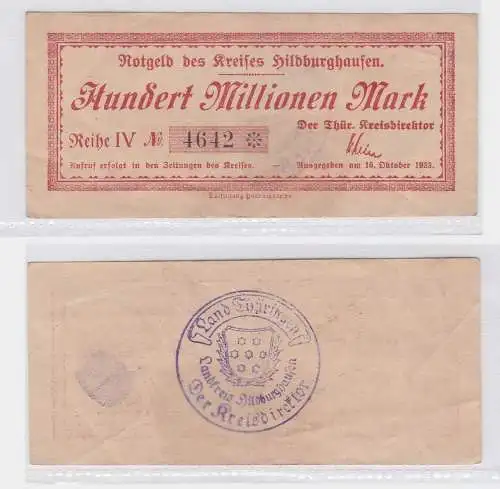 Notgeld des Kreises Hildburghausen.
Hundert Millionen Mark
Der Thür. Kreisdirektor
Reihe IV № 4642 ※
Aufruf erfolgt in den Zeitungen des Kreises. — Ausgegeben am 16. Oktober 1923.
Land Thüringen
Landkreis Hildburghausen
Der Kreisdirektor